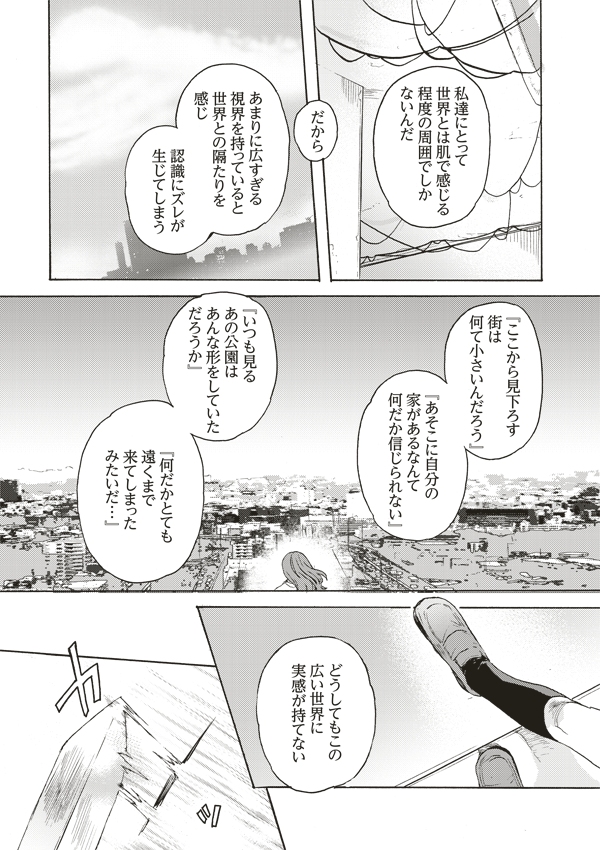 私達にとって
世界とは肌で感じる
程度の周囲でしか
ないんだ
だから
あまりに広すぎる
視界を持っていると
世界との隔たりを
感じ
認識にズレが
生じてしまう
『ここから見下ろす
街は
何て小さいんだろう』
『あそこに自分の
家があるなんて
何だか信じられない』
『いつも見る
あの公園は
あんな形をしていた
だろうか』
『何だかとても
遠くまで
来てしまった
みたいだ…』
どうしてもこの
広い世界に
実感が持てない
ガキ
パキッ